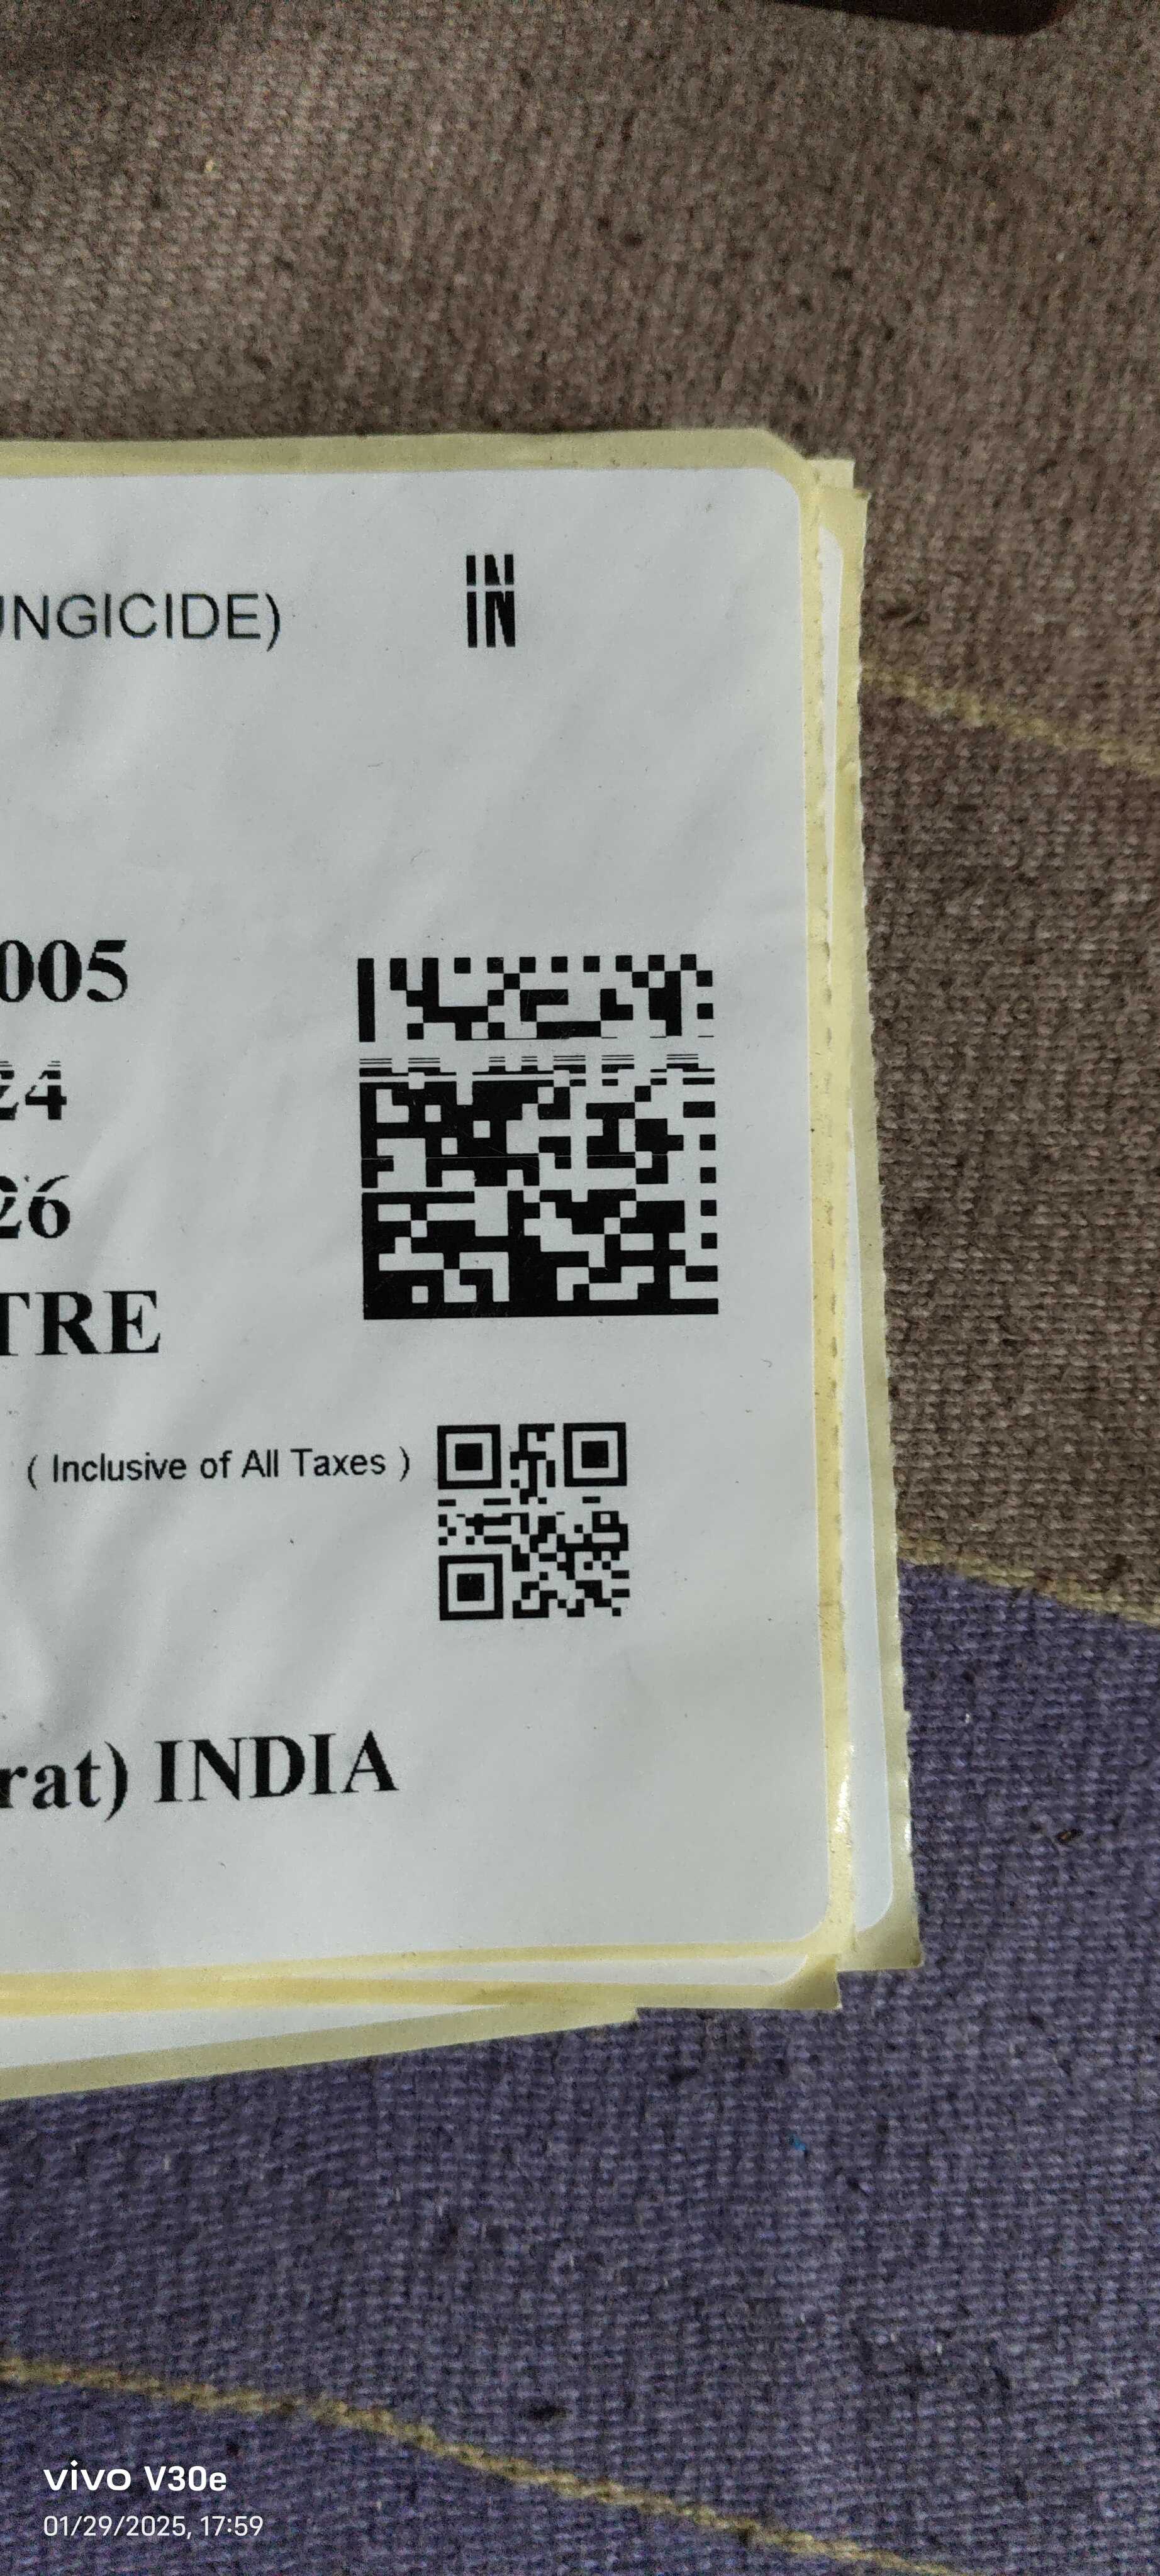 UNGICIDE)
IN
IN
005
24
26
TRE
( Inclusive of All Taxes )
rat) INDIA
vivo V30e
01/29/2025, 17:59